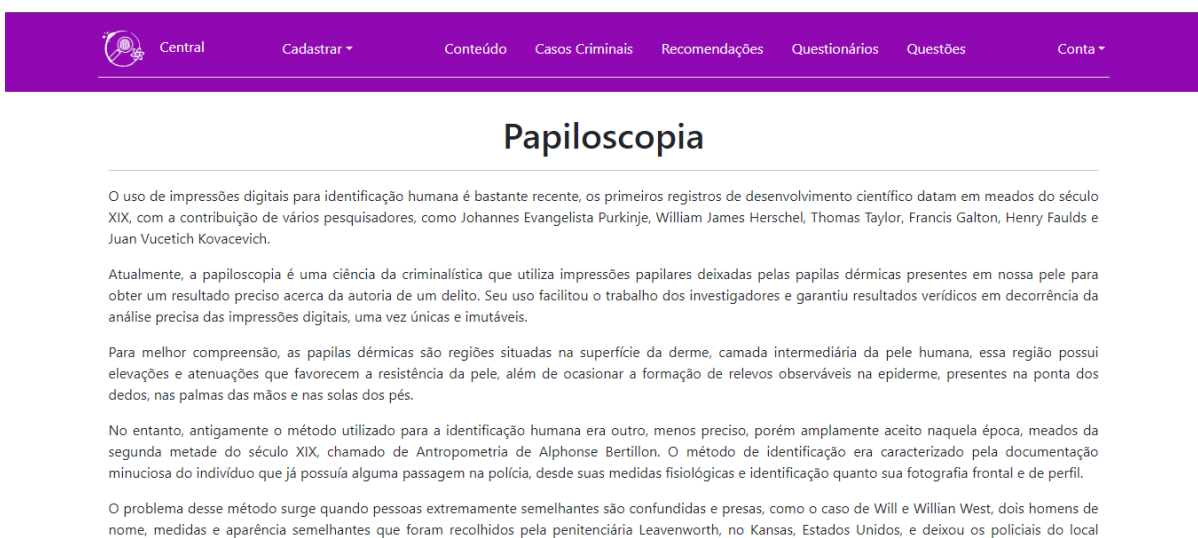 Central Cadastrar Conteúdo Casos Criminais Recomendações Questionários Questões Conta
Papiloscopia
O uso de impressões digitais para identificação humana é bastante recente, os primeiros registros de desenvolvimento científico datam em meados do século
XIX, com a contribuição de vários pesquisadores, como Johannes Evangelista Purkinje, William James Herschel, Thomas Taylor, Francis Galton, Henry Faulds e
Juan Vucetich Kovacevich.
Atualmente, a papiloscopia é uma ciência da criminalística que utiliza impressões papilares deixadas pelas papilas dérmicas presentes em nossa pele para
obter um resultado preciso acerca da autoria de um delito. Seu uso facilitou o trabalho dos investigadores e garantiu resultados verídicos em decorrência da
análise precisa das impressões digitais, uma vez únicas e imutáveis.
Para melhor compreensão, as papilas dérmicas são regiões situadas na superfície da derme, camada intermediária da pele humana, essa região possui
elevações e atenuações que favorecem a resistência da pele, além de ocasionar a formação de relevos observáveis na epiderme, presentes na ponta dos
dedos, nas palmas das mãos e nas solas dos pés.
No entanto, antigamente o método utilizado para a identificação humana era outro, menos preciso, porém amplamente aceito naquela época, meados da
segunda metade do século XIX, chamado de Antropometria de Alphonse Bertillon. O método de identificação era caracterizado pela documentação
minuciosa do indivíduo que já possuía alguma passagem na polícia, desde suas medidas fisiológicas e identificação quanto sua fotografia frontal e de perfil.
O problema desse método surge quando pessoas extremamente semelhantes são confundidas e presas, como o caso de Will e Willian West, dois homens de
nome, medidas e aparência semelhantes que foram recolhidos pela penitenciária Leavenworth, no Kansas, Estados Unidos, e deixou os policiais do local